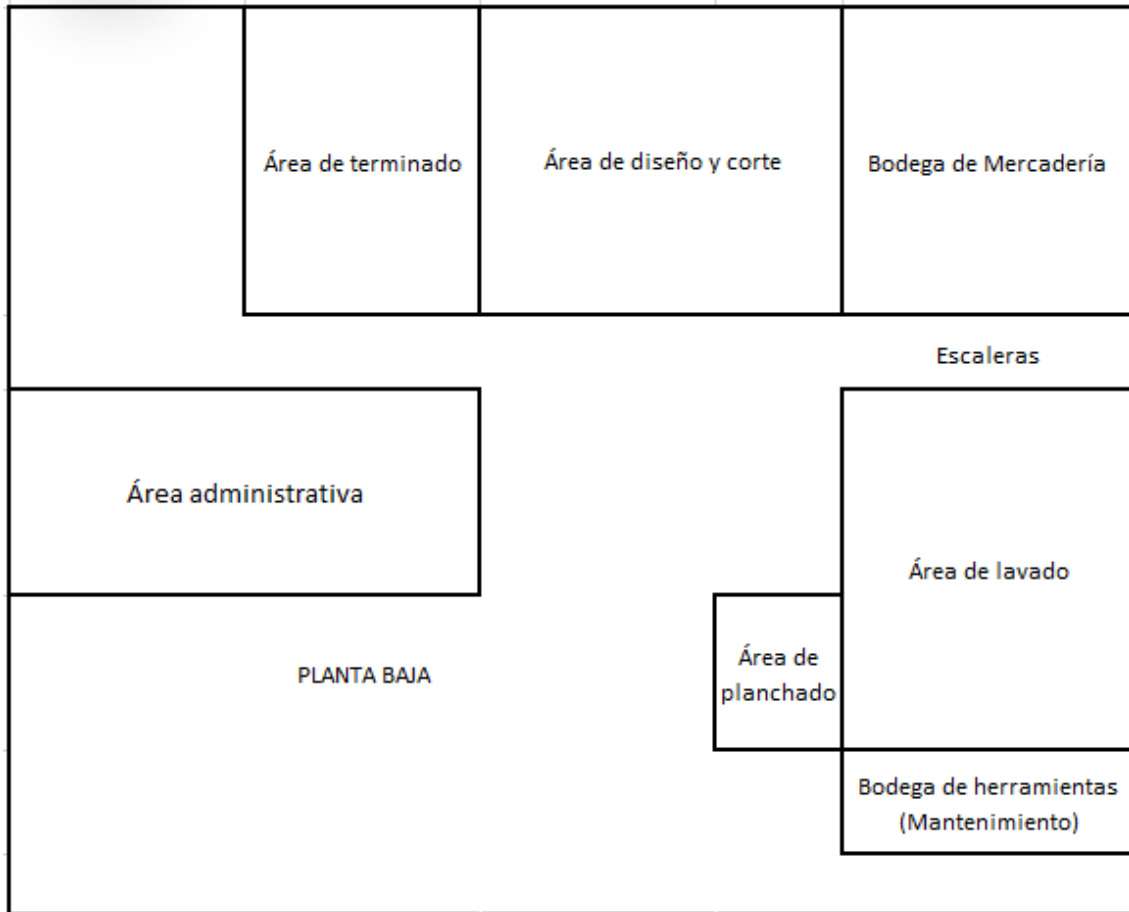 Área de terminado
Área de diseño y corte
Bodega de Mercadería
Escaleras
Área administrativa
Área de lavado
Área de
planchado
PLANTA BAJA
Bodega de herramientas
(Mantenimiento)